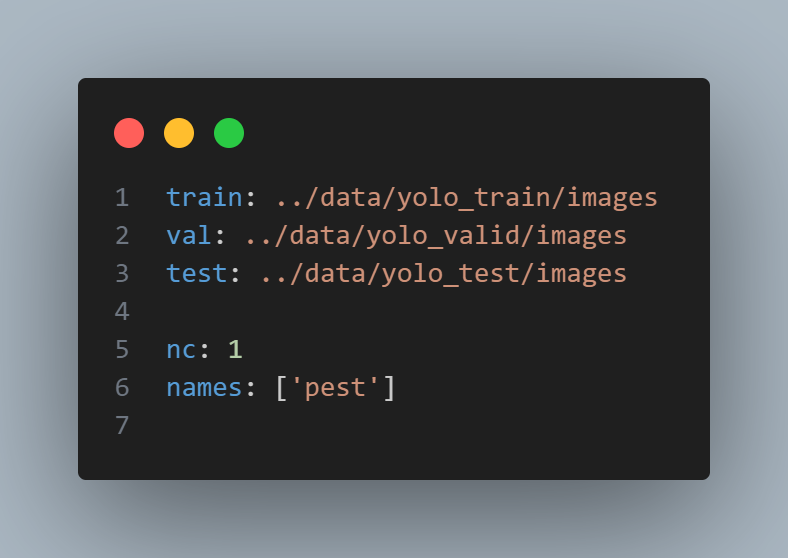 1 train: ../data/yolo_train/images
2 val: ../data/yolo_valid/images
3 test: ../data/yolo_test/images
4
5 nc: 1
6 names: ['pest']
7